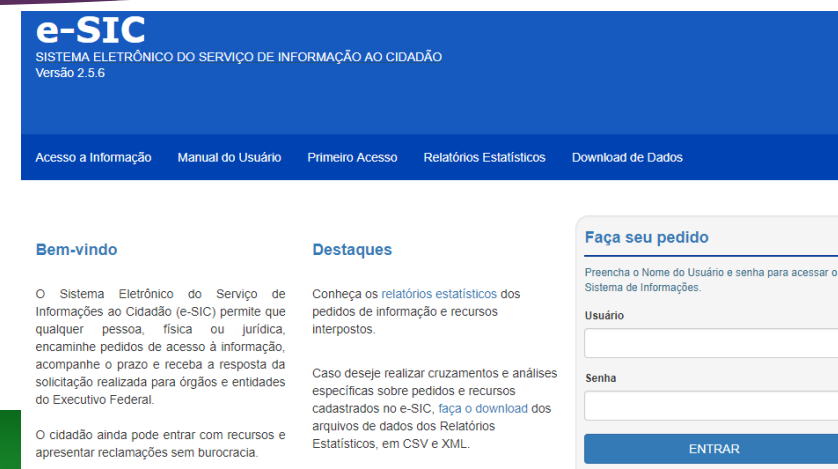 e-SIC
SISTEMA ELETRÔNICO DO SERVIÇO DE INFORMAÇÃO AO CIDADÃO
Versão 2.5.6
Acesso a Informação
Manual do Usuário
Primeiro Acesso
Relatórios Estatísticos
Download de Dados
Bem-vindo
O Sistema Eletrônico do Serviço de
Informações ao Cidadão (e-SIC) permite que
qualquer pessoa, física ou jurídica,
encaminhe pedidos de acesso à informação,
acompanhe o prazo e receba a resposta da
solicitação realizada para órgãos e entidades
do Executivo Federal.
O cidadão ainda pode entrar com recursos e
apresentar reclamações sem burocracia.
Destaques
Conheça os relatórios estatísticos dos
pedidos de informação e recursos
interpostos.
Caso deseje realizar cruzamentos e análises
específicas sobre pedidos e recursos
cadastrados no e-SIC, faça o download dos
arquivos de dados dos Relatórios
Estatísticos, em CSV e XML.
Faça seu pedido
Preencha o Nome do Usuário e senha para acessar o
Sistema de Informações.
Usuário
Senha
ENTRAR